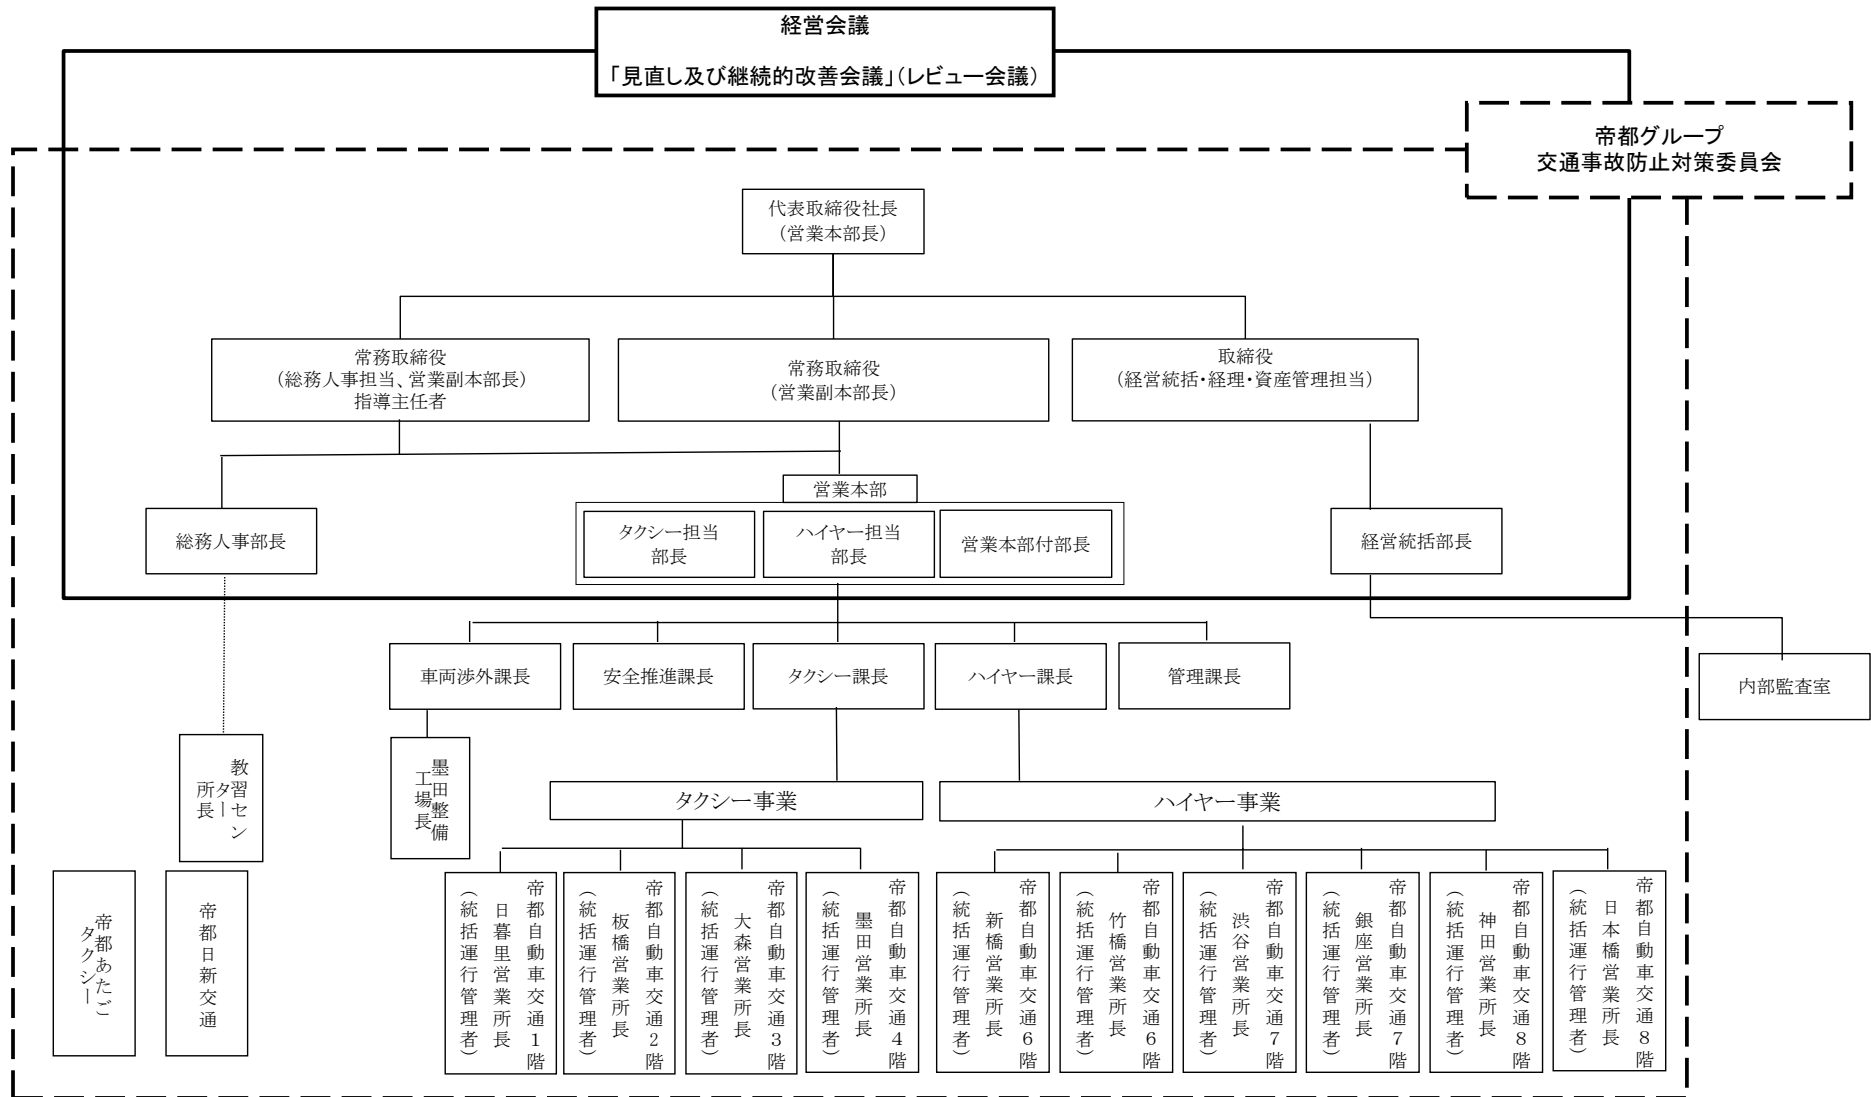 経営会議
「見直し及び継続的改善会議」(レビュー会議)
帝都グループ
交通事故防止対策委員会
代表取締役社長
(営業本部長)
常務取締役
(総務人事担当、営業副本部長)
指導主任者
常務取締役
(営業副本部長)
取締役
(経営統括・経理・資産管理担当)
営業本部
総務人事部長
タクシー担当
部長
ハイヤー担当
部長
営業本部付部長
経営統括部長
車両渉外課長
安全推進課長
タクシー課長
ハイヤー課長
管理課長
内部監査室
教習セン
ター
所長
墨田整備
工場長
タクシー事業
ハイヤー事業
帝都あたご
タクシー
帝都日新交通
帝都自動車交通1階
日暮里営業所長
(統括運行管理者)
帝都自動車交通2階
板橋営業所長
(統括運行管理者)
帝都自動車交通3階
大森営業所長
(統括運行管理者)
帝都自動車交通4階
墨田営業所長
(統括運行管理者)
帝都自動車交通6階
新橋営業所長
(統括運行管理者)
帝都自動車交通6階
竹橋営業所長
(統括運行管理者)
帝都自動車交通7階
渋谷営業所長
(統括運行管理者)
帝都自動車交通7階
銀座営業所長
(統括運行管理者)
帝都自動車交通8階
神田営業所長
(統括運行管理者)
帝都自動車交通8階
日本橋営業所長
(統括運行管理者)